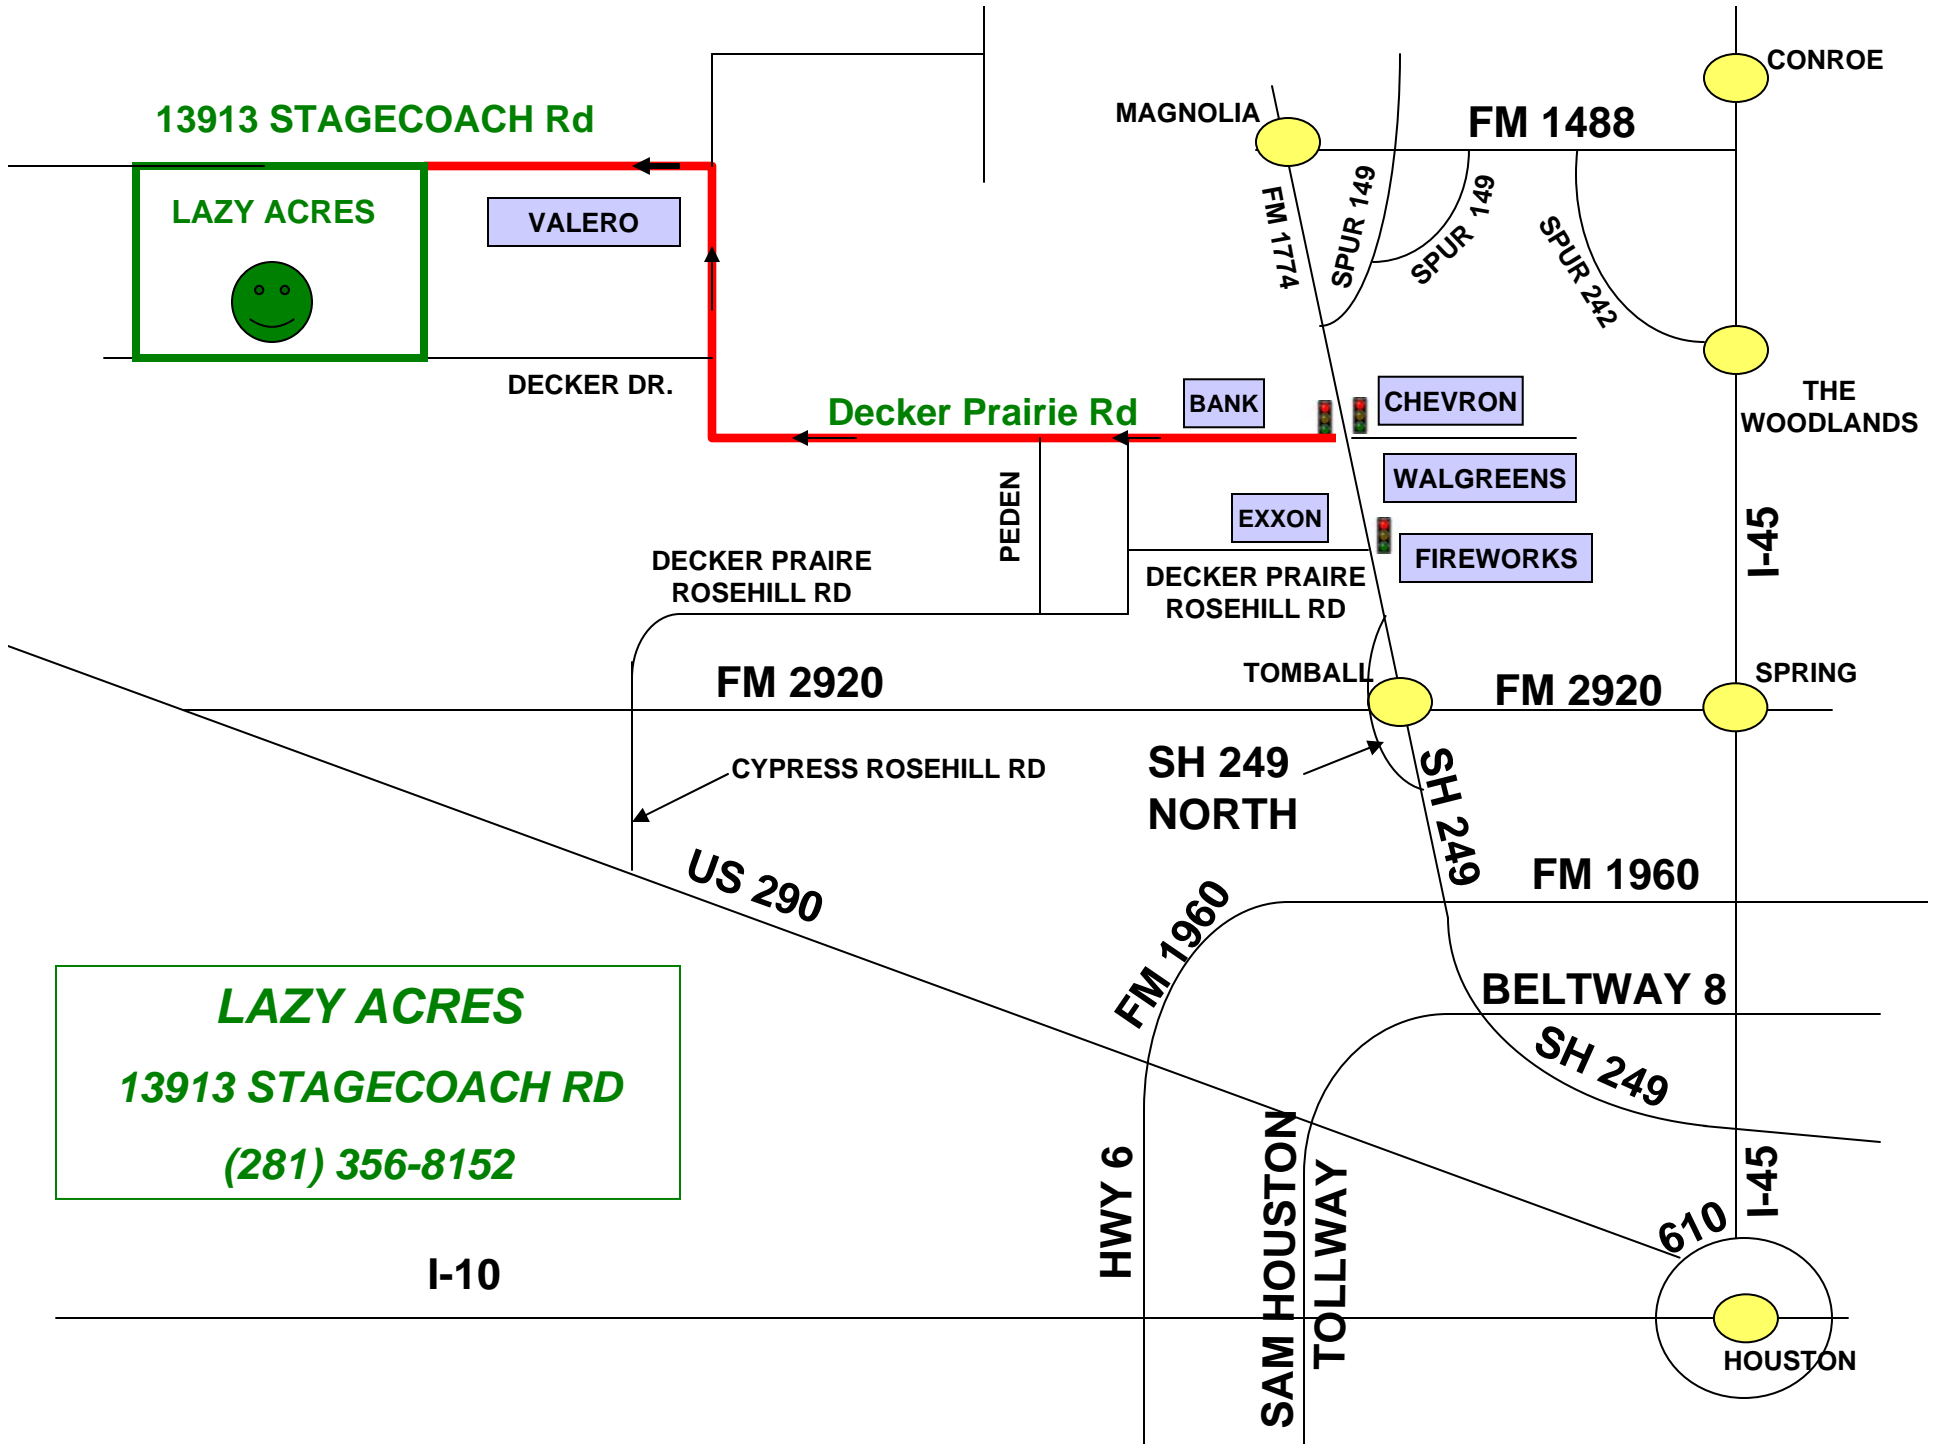 CONROE
13913 STAGECOACH Rd
MAGNOLIA
FM 1488
LAZY ACRES
VALERO
FM 1774
SPUR 149
SPUR 149
SPUR 242
DECKER DR.
Decker Prairie Rd
BANK
CHEVRON
THE
WOODLANDS
WALGREENS
PEDEN
EXXON
FIREWORKS
I-45
DECKER PRAIRE
ROSEHILL RD
DECKER PRAIRE
ROSEHILL RD
FM 2920
TOMBALL
FM 2920
SPRING
CYPRESS ROSEHILL RD
SH 249
NORTH
SH 249
US 290
FM 1960
FM 1960
LAZY ACRES
13913 STAGECOACH RD
(281) 356-8152
BELTWAY 8
SH 249
HWY 6
SAM HOUSTON
TOLLWAY
I-45
610
I-10
HOUSTON